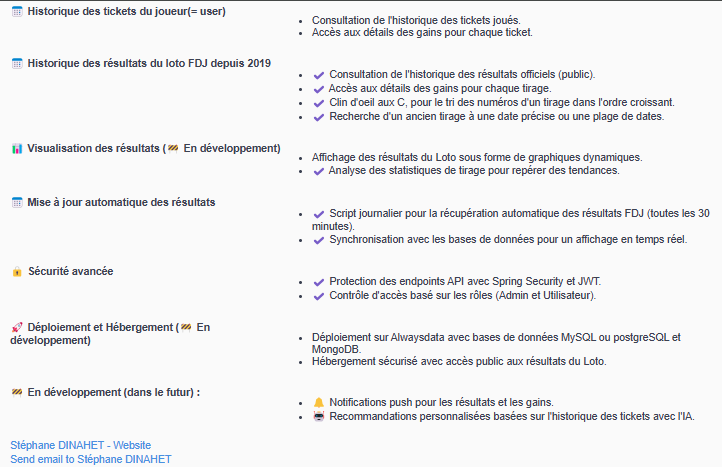 Historique des tickets du joueur(= user)
Consultation de l'historique des tickets joués.
Accès aux détails des gains pour chaque ticket.
Historique des résultats du loto FDJ depuis 2019
Consultation de l'historique des résultats officiels (public).
Accès aux détails des gains pour chaque tirage.
Clin d'oeil aux C, pour le tri des numéros d'un tirage dans l'ordre croissant.
Recherche d'un ancien tirage à une date précise ou une plage de dates.
Visualisation des résultats ( En développement)
Affichage des résultats du Loto sous forme de graphiques dynamiques.
Analyse des statistiques de tirage pour repérer des tendances.
Mise à jour automatique des résultats
Script journalier pour la récupération automatique des résultats FDJ (toutes les 30
minutes).
Synchronisation avec les bases de données pour un affichage en temps réel.
Sécurité avancée
Protection des endpoints API avec Spring Security et JWT.
Contrôle d'accès basé sur les rôles (Admin et Utilisateur).
Déploiement et Hébergement ( En
développement)
Déploiement sur Alwaysdata avec bases de données MySQL ou postgreSQL et
MongoDB.
Hébergement sécurisé avec accès public aux résultats du Loto.
En développement (dans le futur) :
Notifications push pour les résultats et les gains.
Recommandations personnalisées basées sur l'historique des tickets avec l'IA.
Stéphane DINAHET - Website
Send email to Stéphane DINAHET